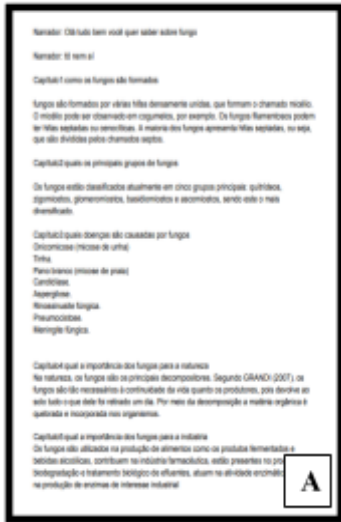 Narrador: Olá tudo bem você quer saber sobre fungo
Narrador: tô nem aí
Capítulo1 como os fungos são formados
fungos são formados por várias hifas densamente unidas, que formam o chamado micélio.
O micélio pode ser observado em cogumelos, por exemplo. Os fungos filamentosos podem
ter hifas septadas ou cenocíticas. A maioria dos fungos apresenta hifas septadas, ou seja,
que são divididas pelos chamados septos.
Capítulo2 quais os principais grupos de fungos
Os fungos estão classificados atualmente em cinco grupos principais: quitrídeos,
zigomicetos, glomeromicetos, basidiomicetos e ascomicetos, sendo este o mais
diversificado.
Capítulo3 quais doenças são causadas por fungos
Onicomicose (micose de unha)
Tinha.
Pano branco (micose de praia)
Candidíase.
Aspergilose.
Rinossinusite fúngica.
Pneumocistose.
Meningite fúngica.
Capítulo4 qual a importância dos fungos para a natureza
Na natureza, os fungos são os principais decompositores. Segundo GRANDI (2007), os
fungos são tão necessários à continuidade da vida quanto os produtores, pois devolve ao
solo tudo o que dele foi retirado um dia. Por meio da decomposição a matéria orgânica é
quebrada e incorporada nos organismos.
Capítulo5 qual a importância dos fungos para a indústria
Os fungos são utilizados na produção de alimentos como os produtos fermentados e
bebidas alcoólicas, contribuem na indústria farmacêutica, estão presentes na
biodegradação e tratamento biológico de efluentes, atuam na atividade
na produção de enzimas de interesse industrial
A